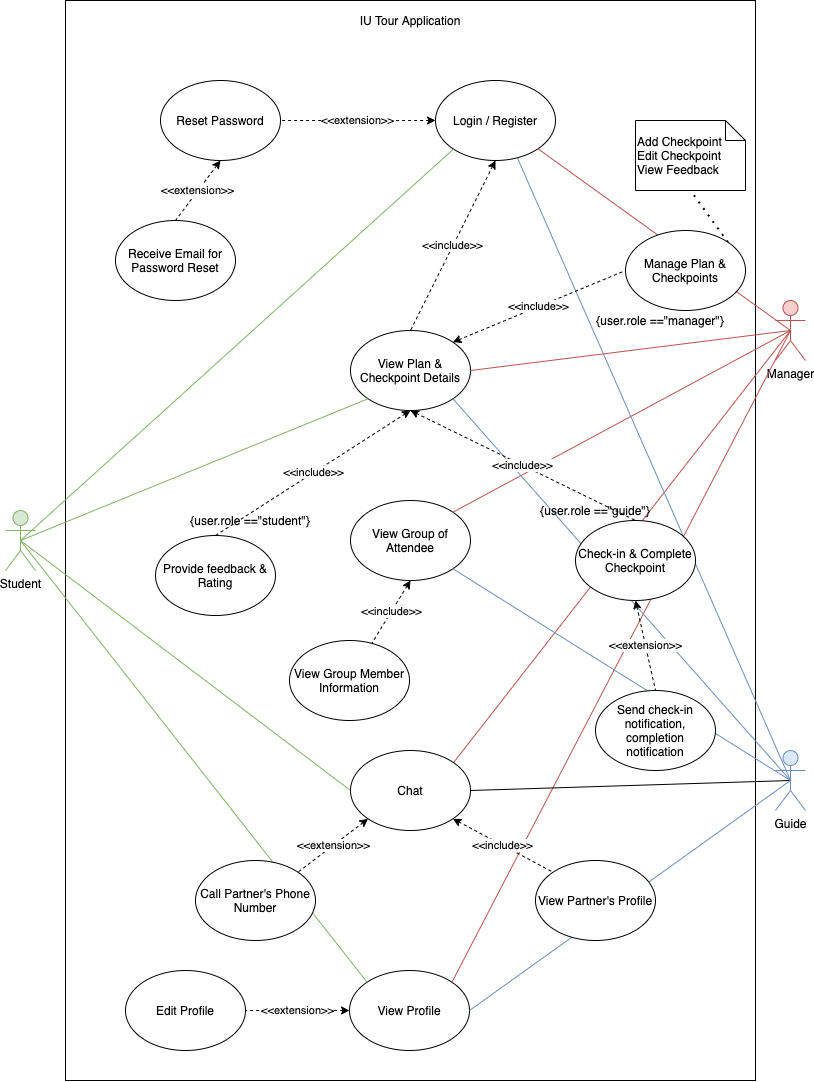 IU Tour Application
Reset Password
<<extension>>
Login / Register
Add Checkpoint
Edit Checkpoint
View Feedback
<<extension>>
Receive Email for
Password Reset
<<include>>
Manage Plan &
Checkpoints
<<include>>
{user.role =="manager"}
View Plan &
Checkpoint Details
Manager
<<include>>
<<include>>
{user.role =="student"}
{user.role =="guide"}
View Group of
Attendee
Check-in & Complete
Checkpoint
Provide feedback &
Rating
Student
<<include>>
<<extension>>
View Group Member
Information
Send check-in
notification,
completion
notification
Chat
Guide
<<extension>>
<<include>>
Call Partner's Phone
Number
View Partner's Profile
Edit Profile
<<extension>>
View Profile